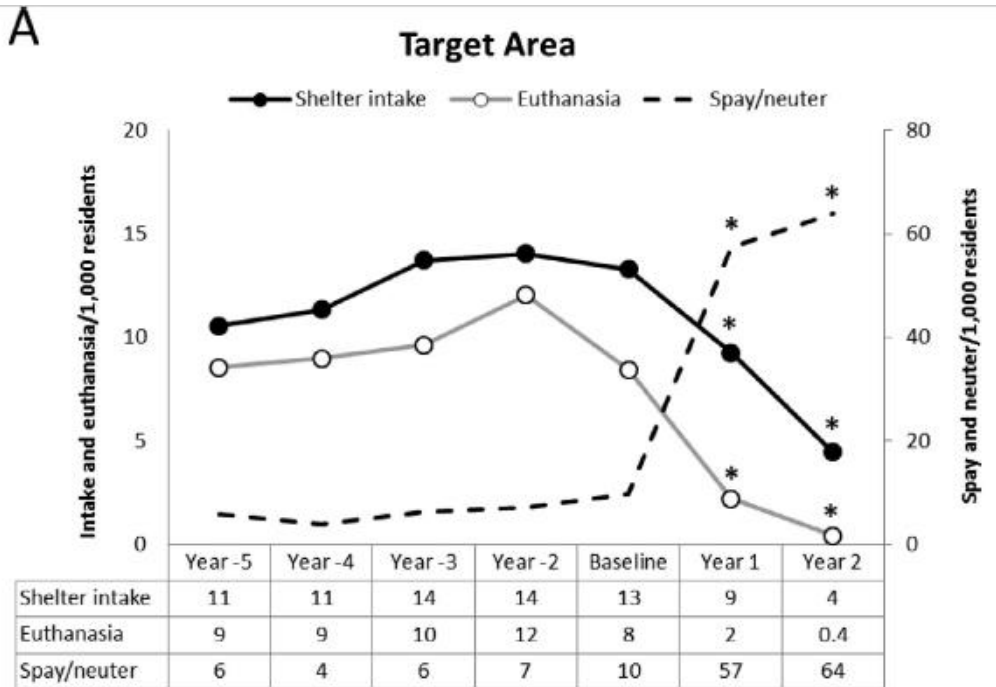 A
Target Area
Shelter intake Euthanasia Spay/neuter
Intake and euthanasia/1,000 residents
20
15
10
5
0
80
60
40
20
0
Spay and neuter/1,000 residents
* *
* *
* *
Year -5 Year -4 Year -3 Year -2 Baseline Year 1 Year 2
Shelter intake 11 11 14 14 13 9 4
Euthanasia 9 9 10 12 8 2 0.4
Spay/neuter 6 4 6 7 10 57 64